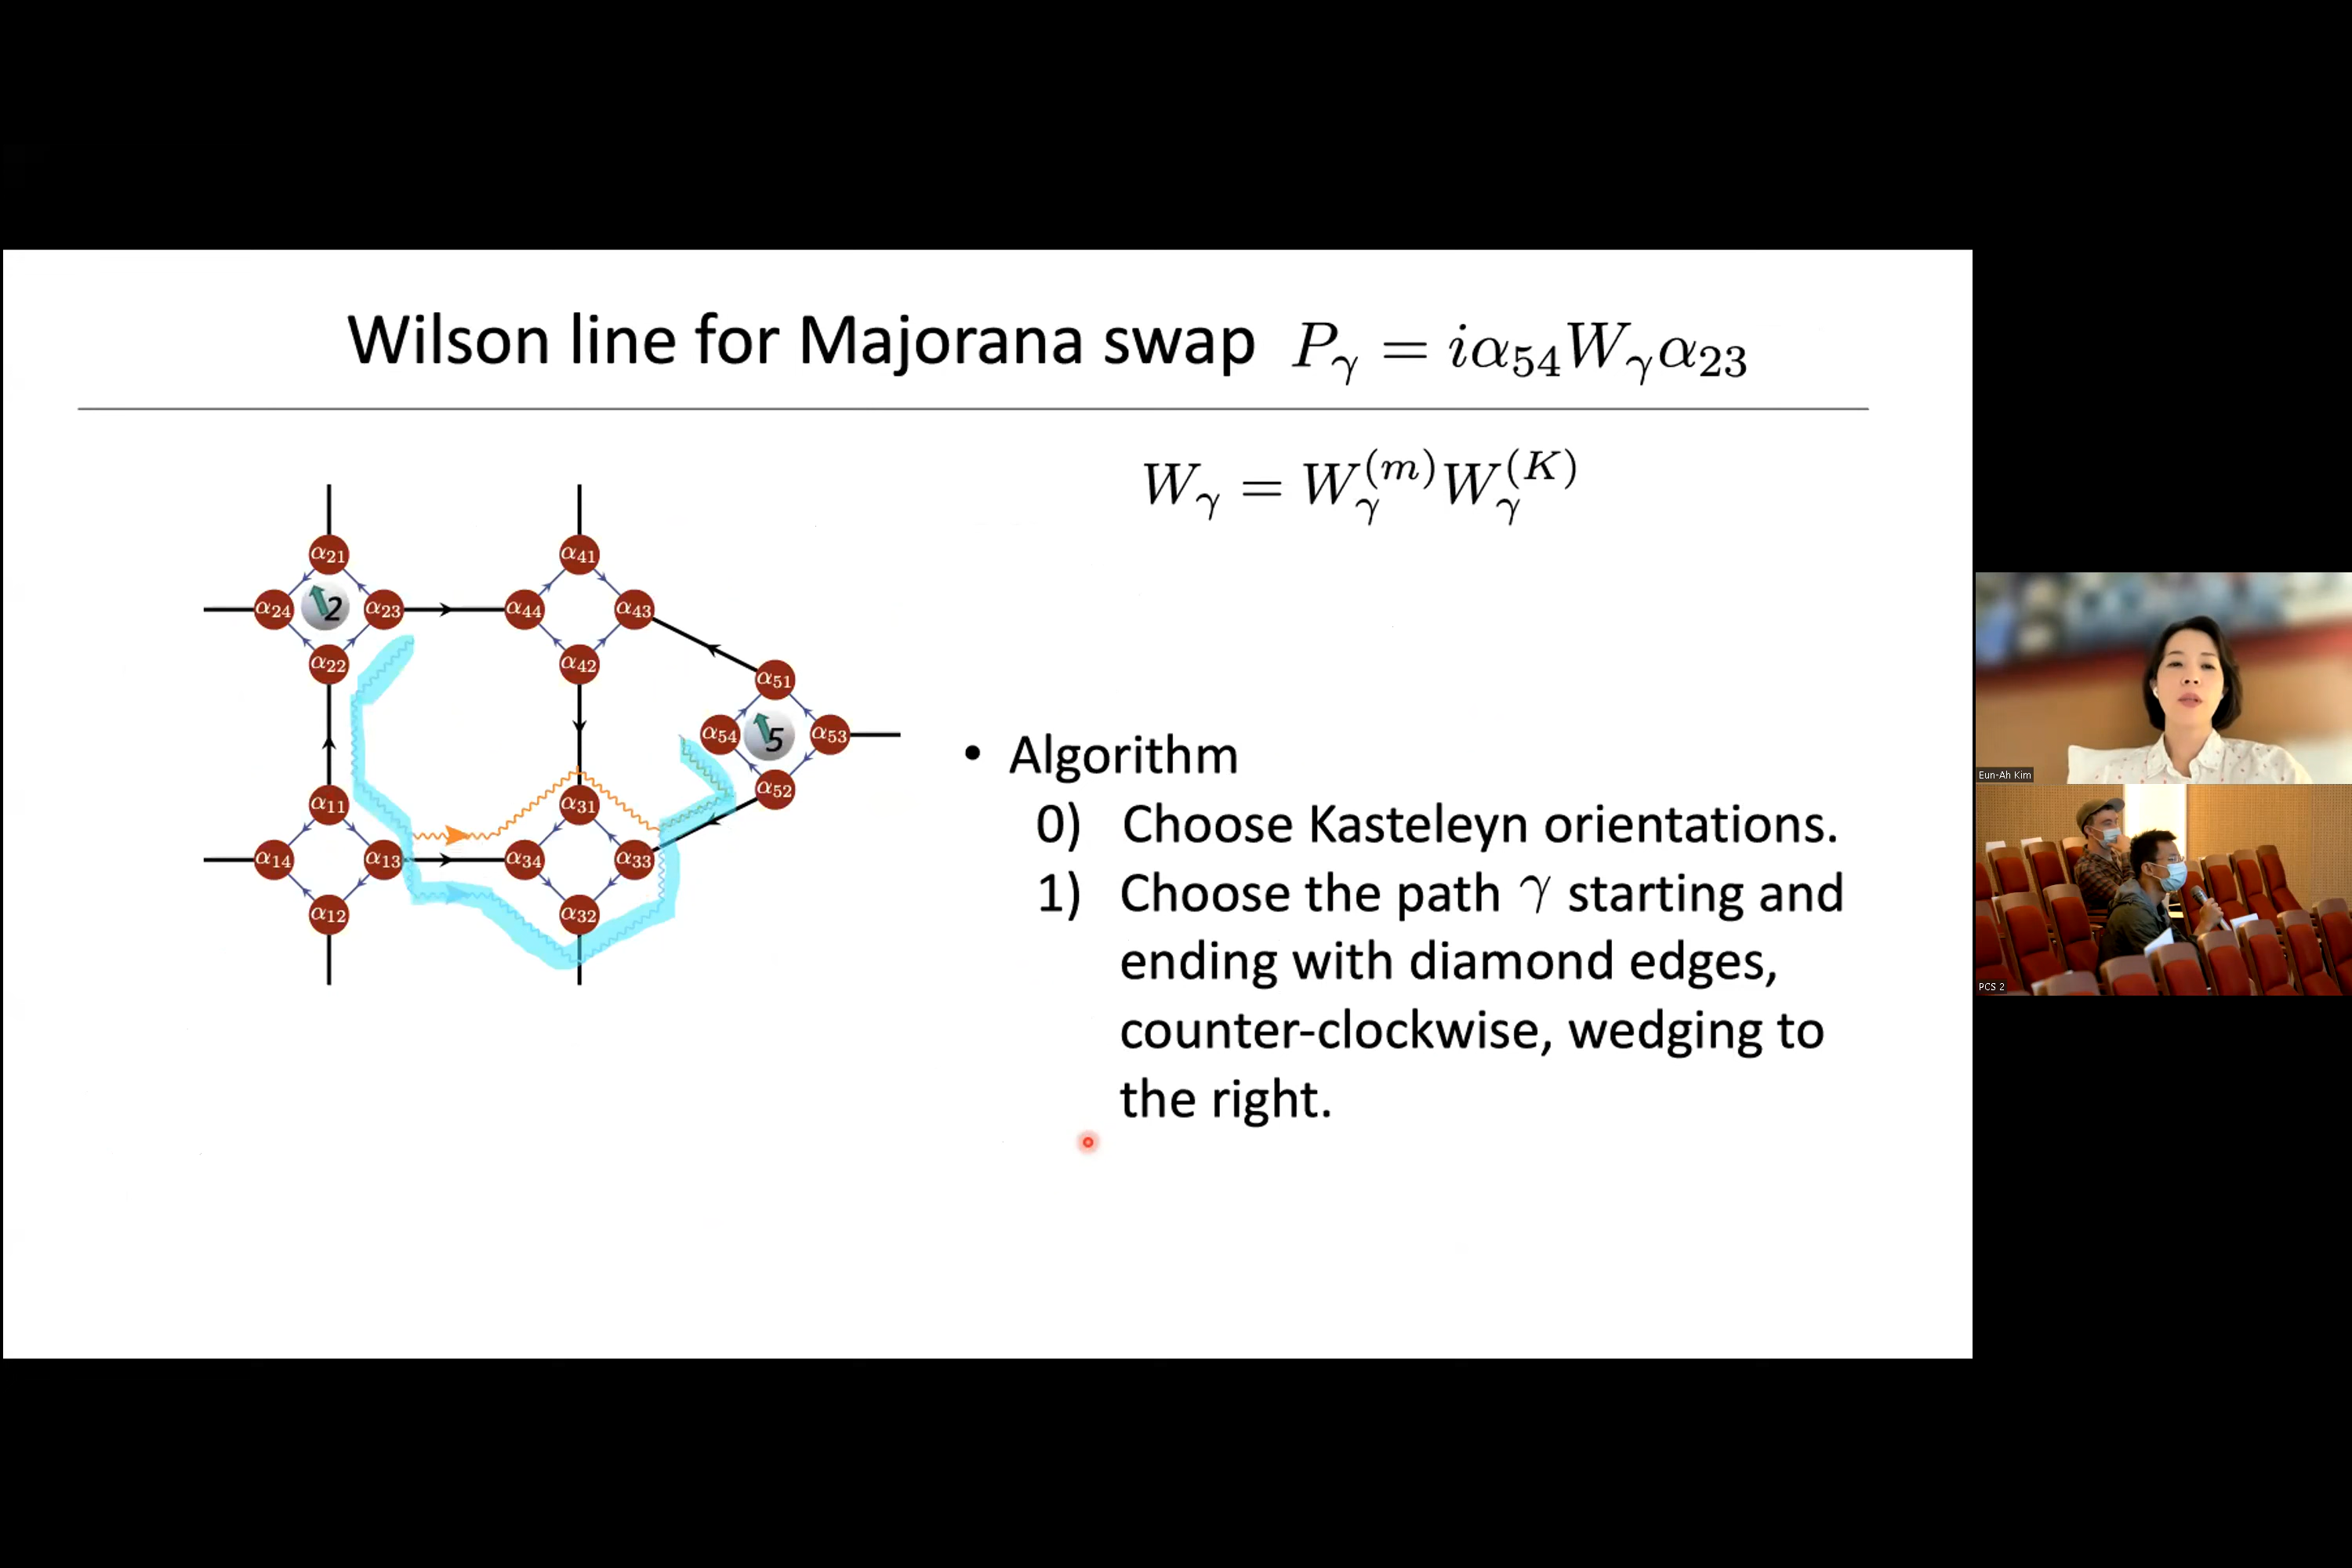 Wilson line for Majorana swap P_γ = iα₅₄W_γα₂₃
W_γ = W_γ^(m) W_γ^(K)
α₂₁ α₄₁
α₂₄ 2 α₂₃ α₄₄ α₄₃
α₂₂ α₄₂
α₅₁
α₅₄ 5 α₅₃
α₅₂
α₁₁ α₃₁
α₁₄ α₁₃ α₃₄ α₃₃
α₁₂ α₃₂
• Algorithm
0) Choose Kasteleyn orientations.
1) Choose the path γ starting and
ending with diamond edges,
counter-clockwise, wedging to
the right.
Eun-Ah Kim
PCS 2